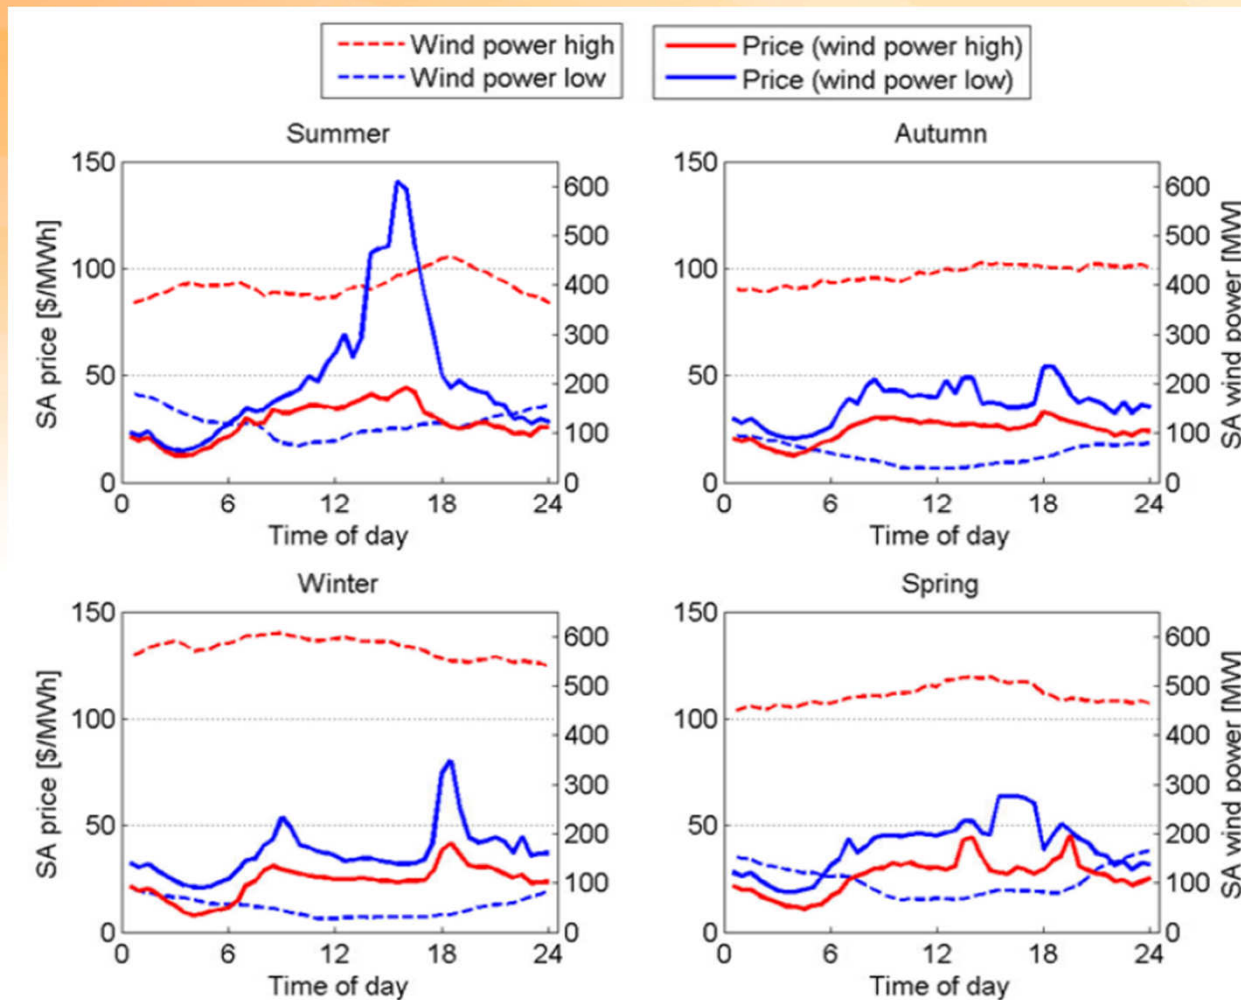 Wind power high
Wind power low
Price (wind power high)
Price (wind power low)
Summer
SA price [$/MWh]
150
100
50
0
600
500
400
300
200
100
0
0 6 12 18 24
Time of day
Autumn
150
100
50
0
600
500
400
300
200
100
0
SA wind power [MW]
0 6 12 18 24
Time of day
Winter
SA price [$/MWh]
150
100
50
0
600
500
400
300
200
100
0
0 6 12 18 24
Time of day
Spring
150
100
50
0
600
500
400
300
200
100
0
SA wind power [MW]
0 6 12 18 24
Time of day